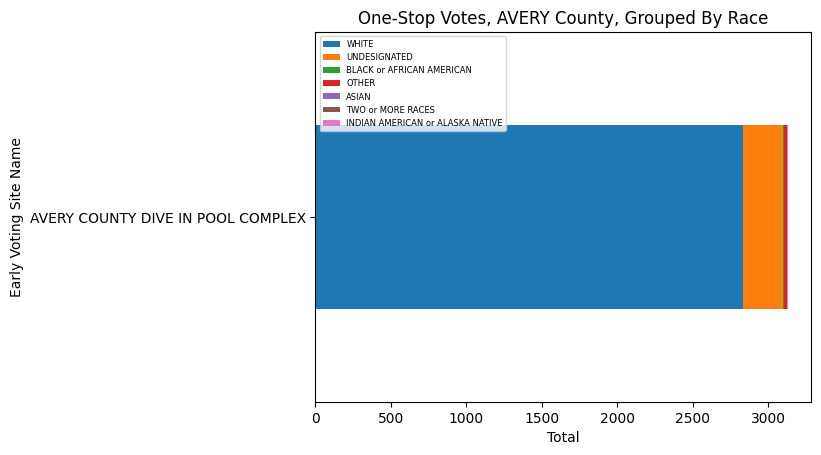 One-Stop Votes, AVERY County, Grouped By Race
WHITE
UNDESIGNATED
BLACK or AFRICAN AMERICAN
OTHER
ASIAN
TWO or MORE RACES
INDIAN AMERICAN or ALASKA NATIVE
Early Voting Site Name
AVERY COUNTY DIVE IN POOL COMPLEX
0 500 1000 1500 2000 2500 3000
Total